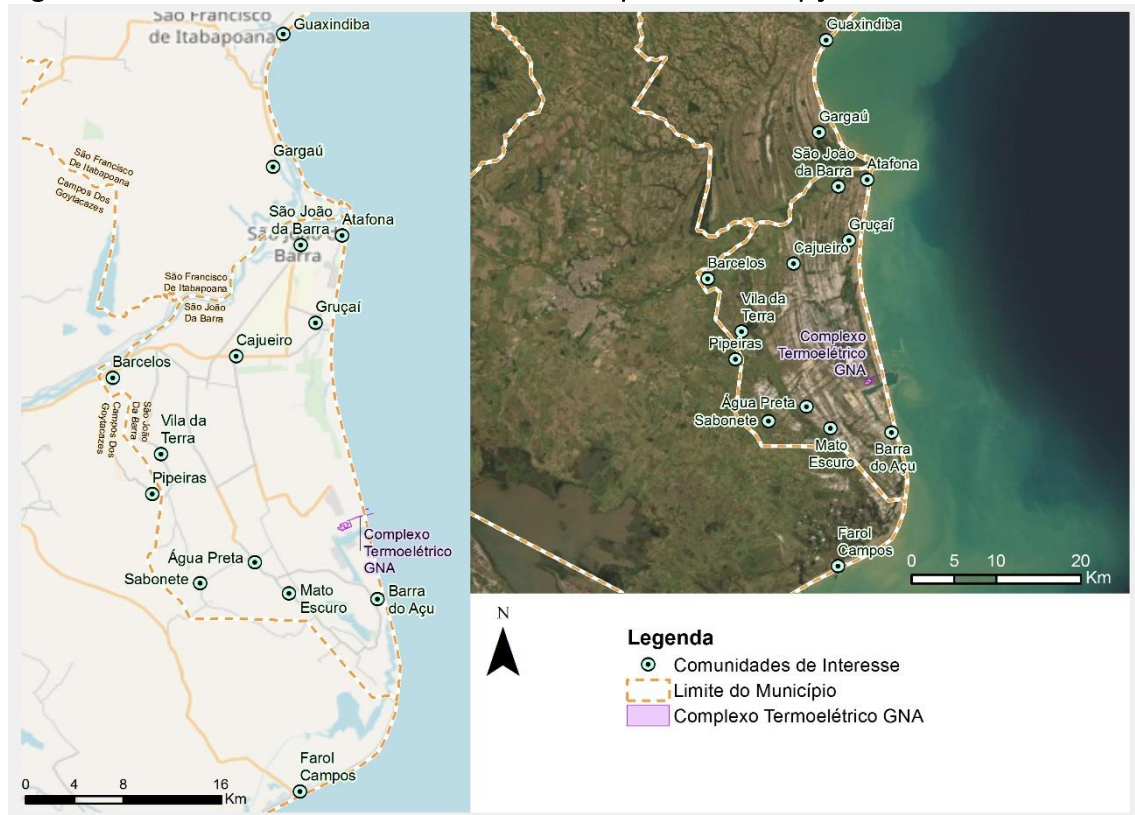 São Francisco
de Itabapoana
Guaxindiba
Gargaú
São Francisco
De Itabapoana
Campos Dos
Goytacazes
São João
da Barra
Atafona
São João da
Barra
São Francisco
De Itabapoana
São João
Da Barra
Gruçaí
Cajueiro
Barcelos
São João
Da Barra
Campos Dos
Goytacazes
Vila da
Terra
Pipeiras
Complexo
Termoelétrico
GNA
Água Preta
Sabonete
Mato
Escuro
Barra
do Açu
Farol
Campos
0 4 8 16
Km
Guaxindiba
Gargaú
São João
da Barra
Atafona
Gruçaí
Cajueiro
Barcelos
Vila da
Terra
Complexo
Termoelétrico
GNA
Pipeiras
Água Preta
Sabonete
Mato
Escuro
Barra
do Açu
Farol
Campos
0 5 10 20
Km
N
Legenda
Comunidades de Interesse
Limite do Município
Complexo Termoelétrico GNA